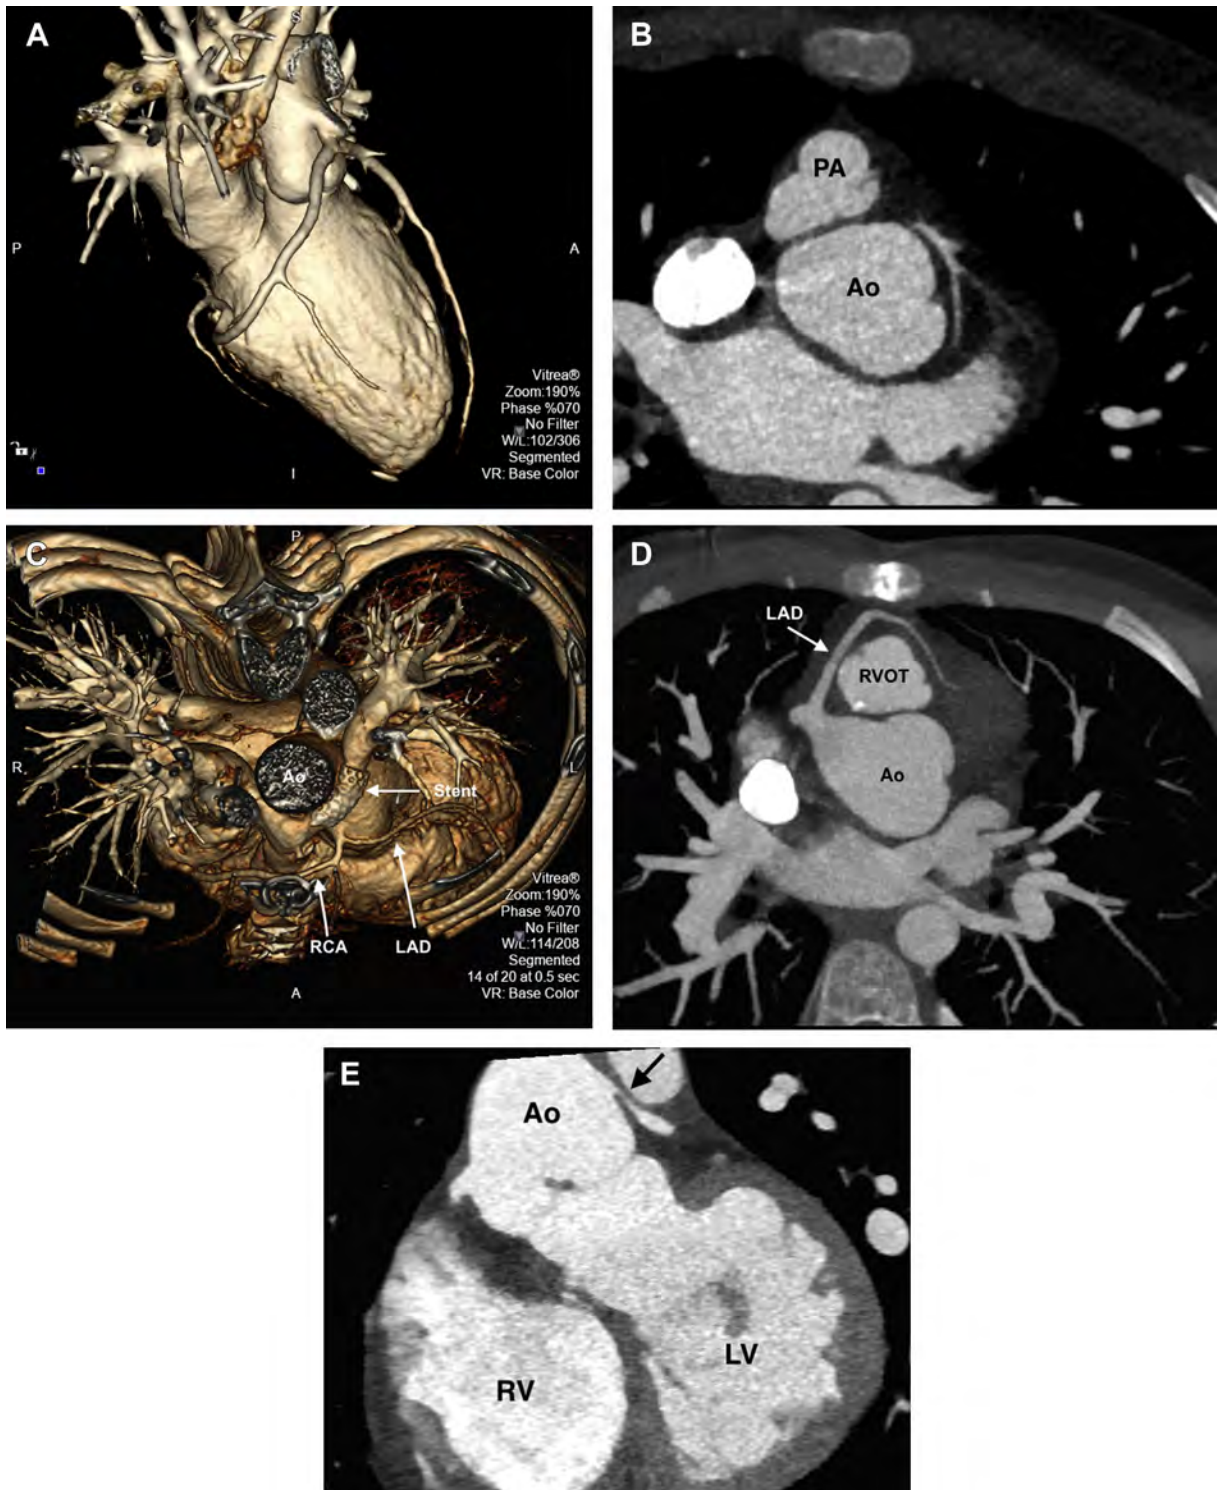 A
S
P
A
Vitrea®
Zoom:190%
Phase %070
No Filter
W/L:102/306
Segmented
VR: Base Color
I
B
PA
Ao
C
P
Ao
R
L
Stent
RCA
LAD
Vitrea®
Zoom:190%
Phase %070
No Filter
W/L:114/208
Segmented
14 of 20 at 0.5 sec
VR: Base Color
A
D
LAD
RVOT
Ao
E
Ao
LV
RV